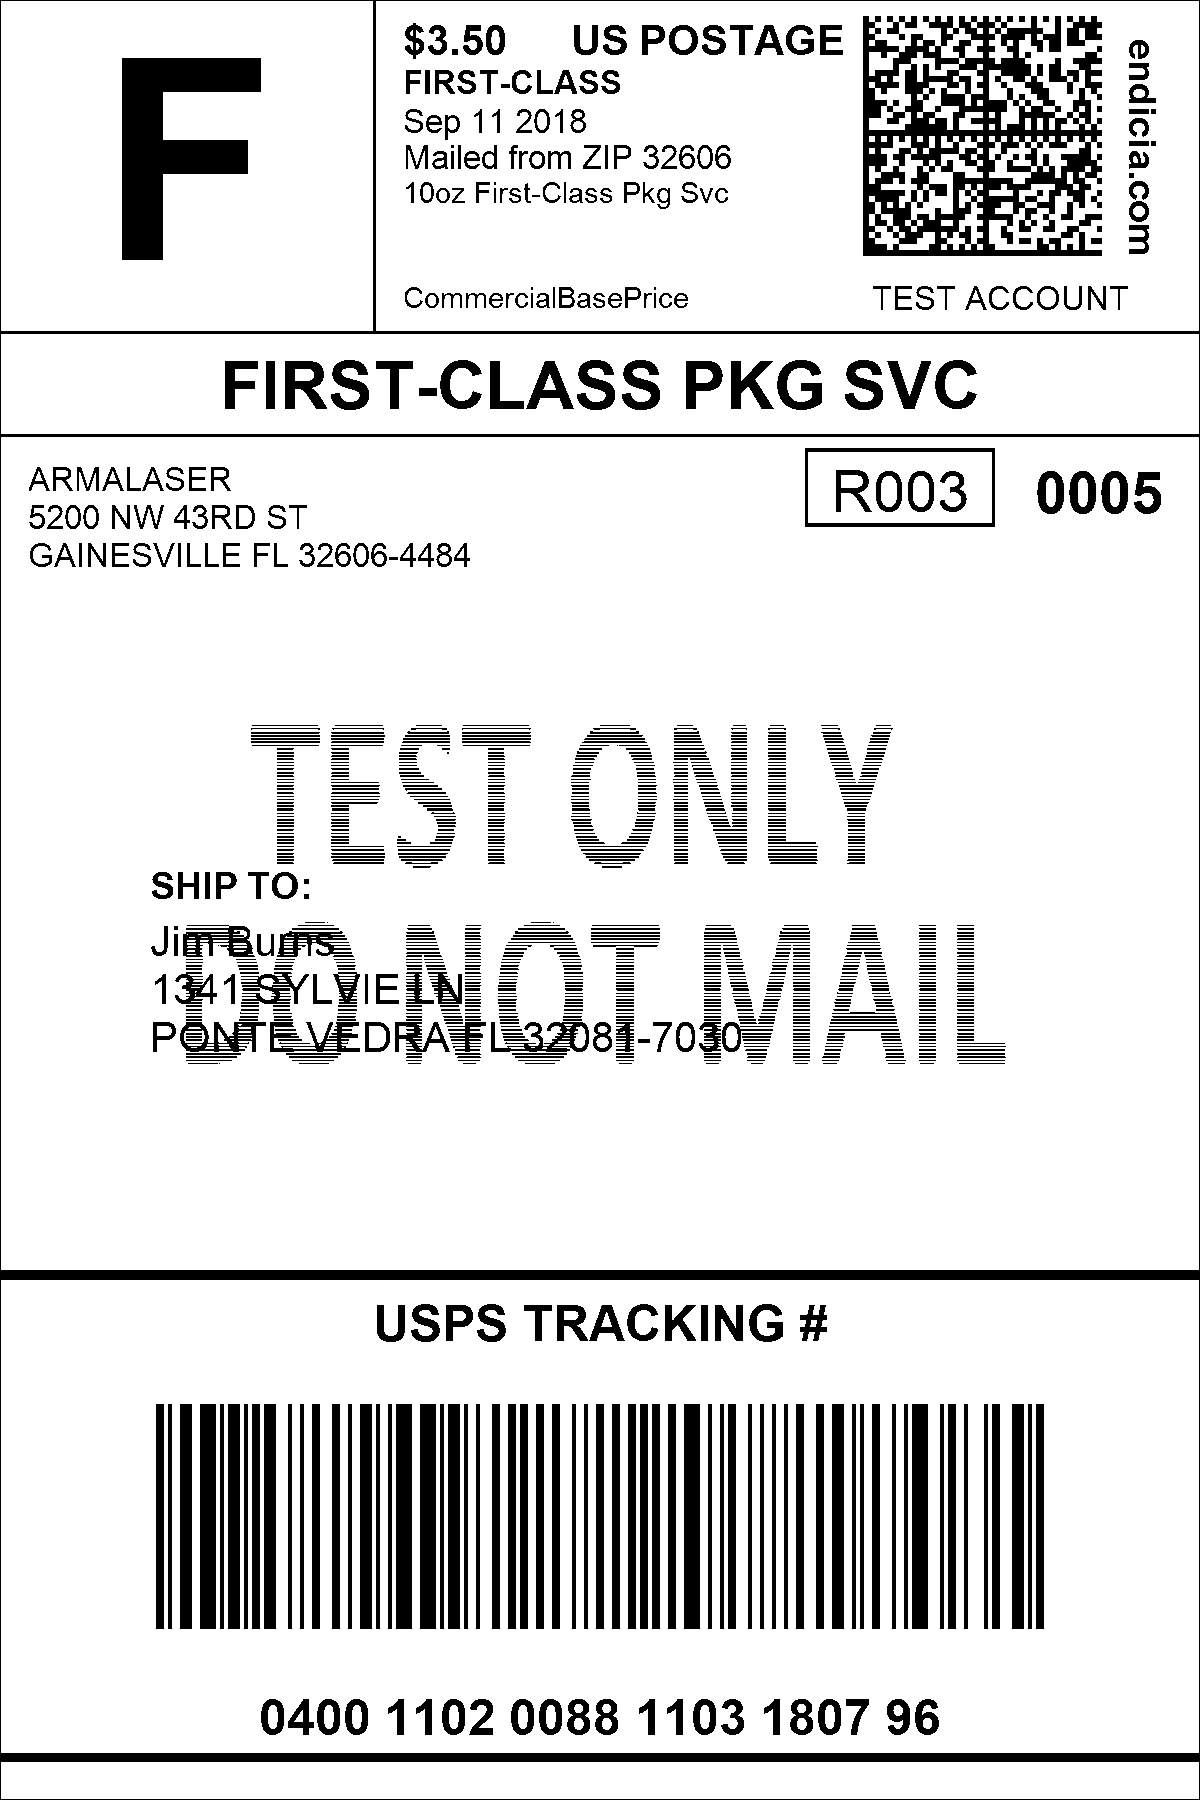 F
$3.50 US POSTAGE
FIRST-CLASS
Sep 11 2018
Mailed from ZIP 32606
10oz First-Class Pkg Svc
CommercialBasePrice
endicia.com
TEST ACCOUNT
FIRST-CLASS PKG SVC
ARMALASER
5200 NW 43RD ST
GAINESVILLE FL 32606-4484
R003 0005
TEST ONLY
SHIP TO:
DO NOT MAIL
Jim Burns
1341 SYLVIE LN
PONTE VEDRA FL 32081-7030
USPS TRACKING #
0400 1102 0088 1103 1807 96